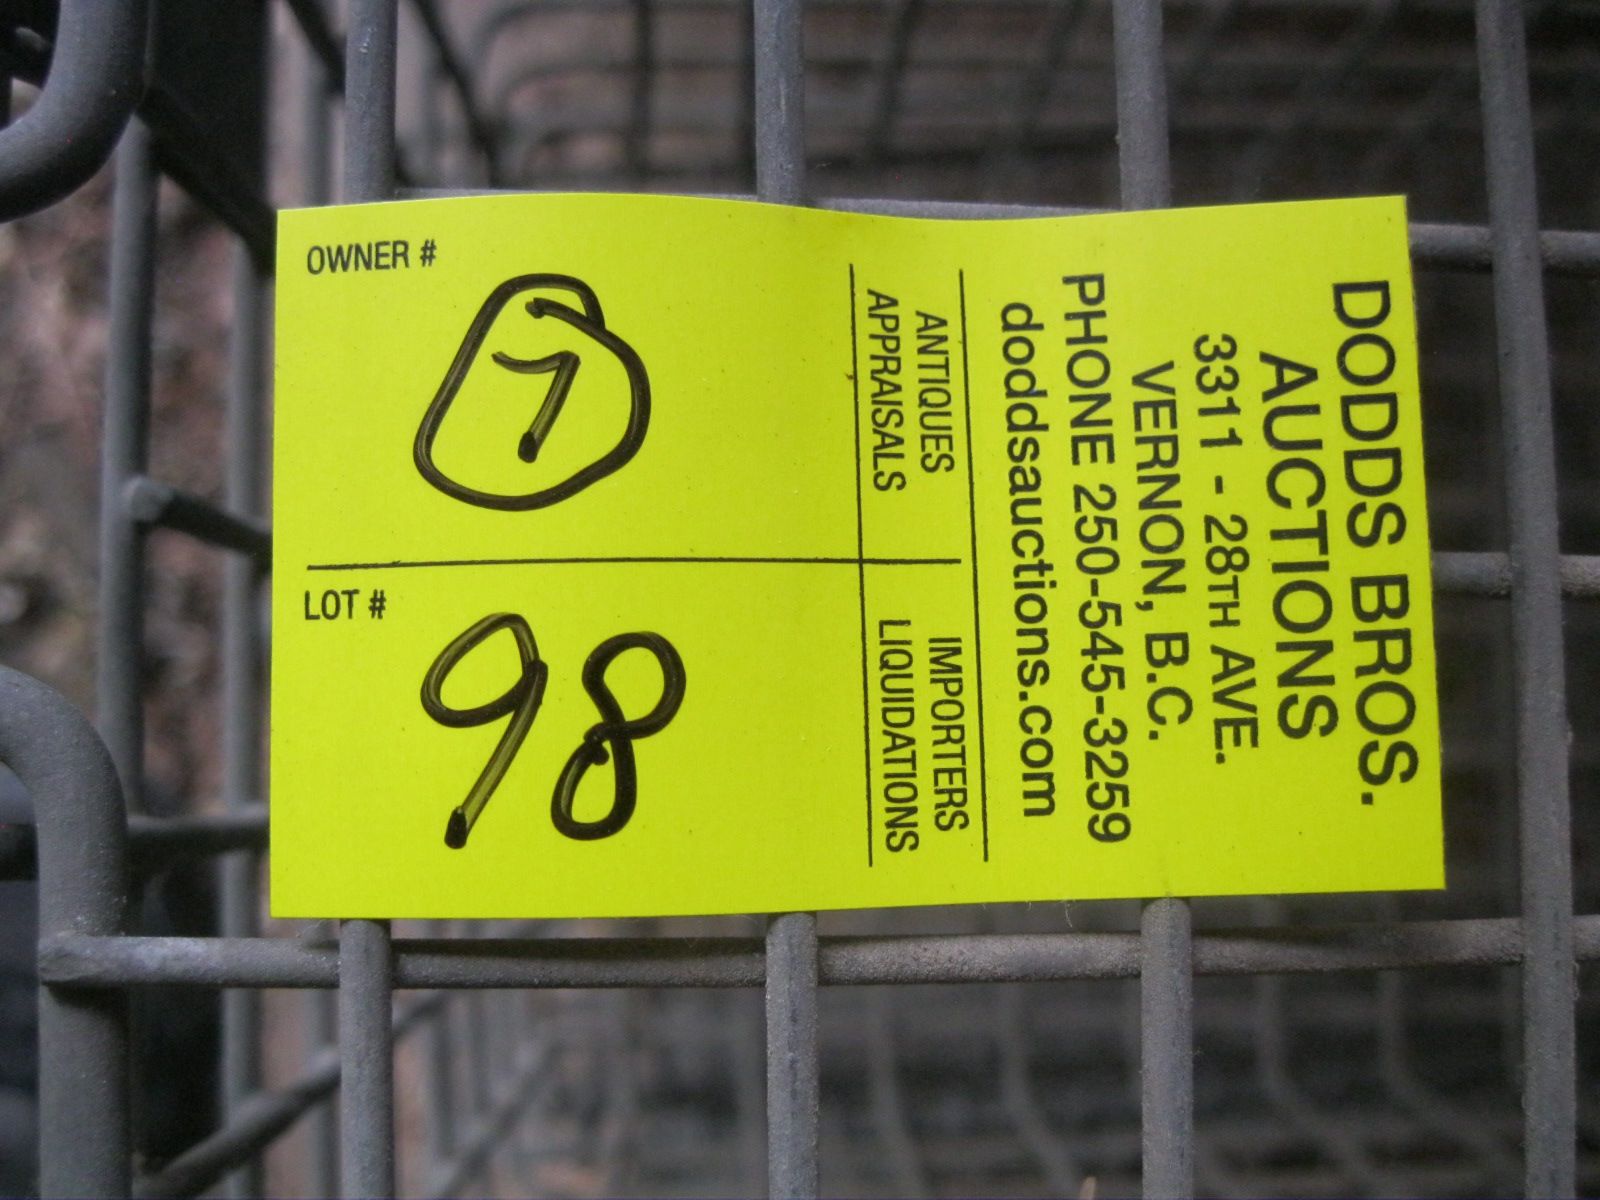 DODDS BROS.
AUCTIONS
3311 - 28TH AVE.
VERNON, B.C.
PHONE 250-545-3259
doddsauctions.com
ANTIQUES
APPRAISALS
IMPORTERS
LIQUIDATIONS
OWNER #
7
LOT #
98